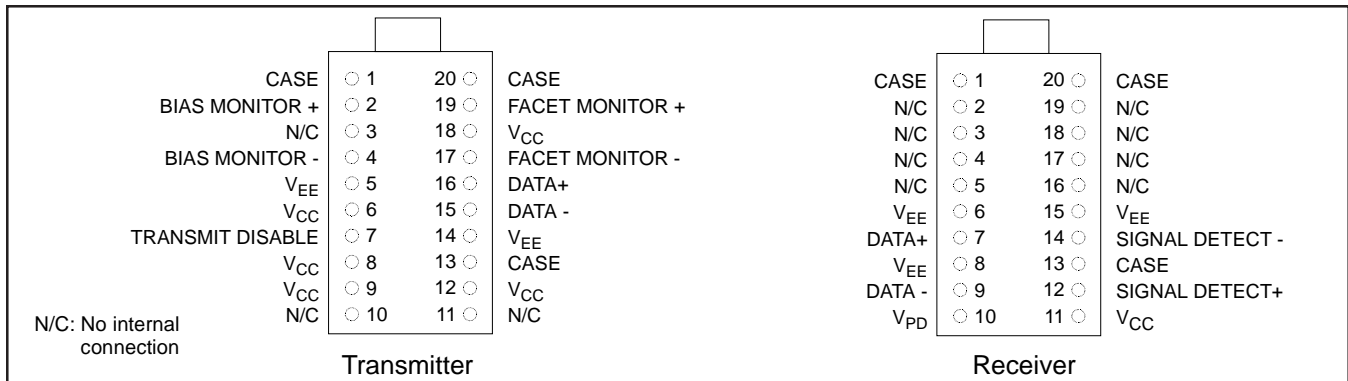 CASE 1 20 CASE
BIAS MONITOR + 2 19 FACET MONITOR +
N/C 3 18 VCC
BIAS MONITOR - 4 17 FACET MONITOR -
VEE 5 16 DATA+
VCC 6 15 DATA -
TRANSMIT DISABLE 7 14 VEE
VCC 8 13 CASE
VCC 9 12 VCC
N/C 10 11 N/C
N/C: No internal
connection
Transmitter
CASE 1 20 CASE
N/C 2 19 N/C
N/C 3 18 N/C
N/C 4 17 N/C
N/C 5 16 N/C
VEE 6 15 VEE
DATA+ 7 14 SIGNAL DETECT -
VEE 8 13 CASE
DATA - 9 12 SIGNAL DETECT+
VPD 10 11 VCC
Receiver